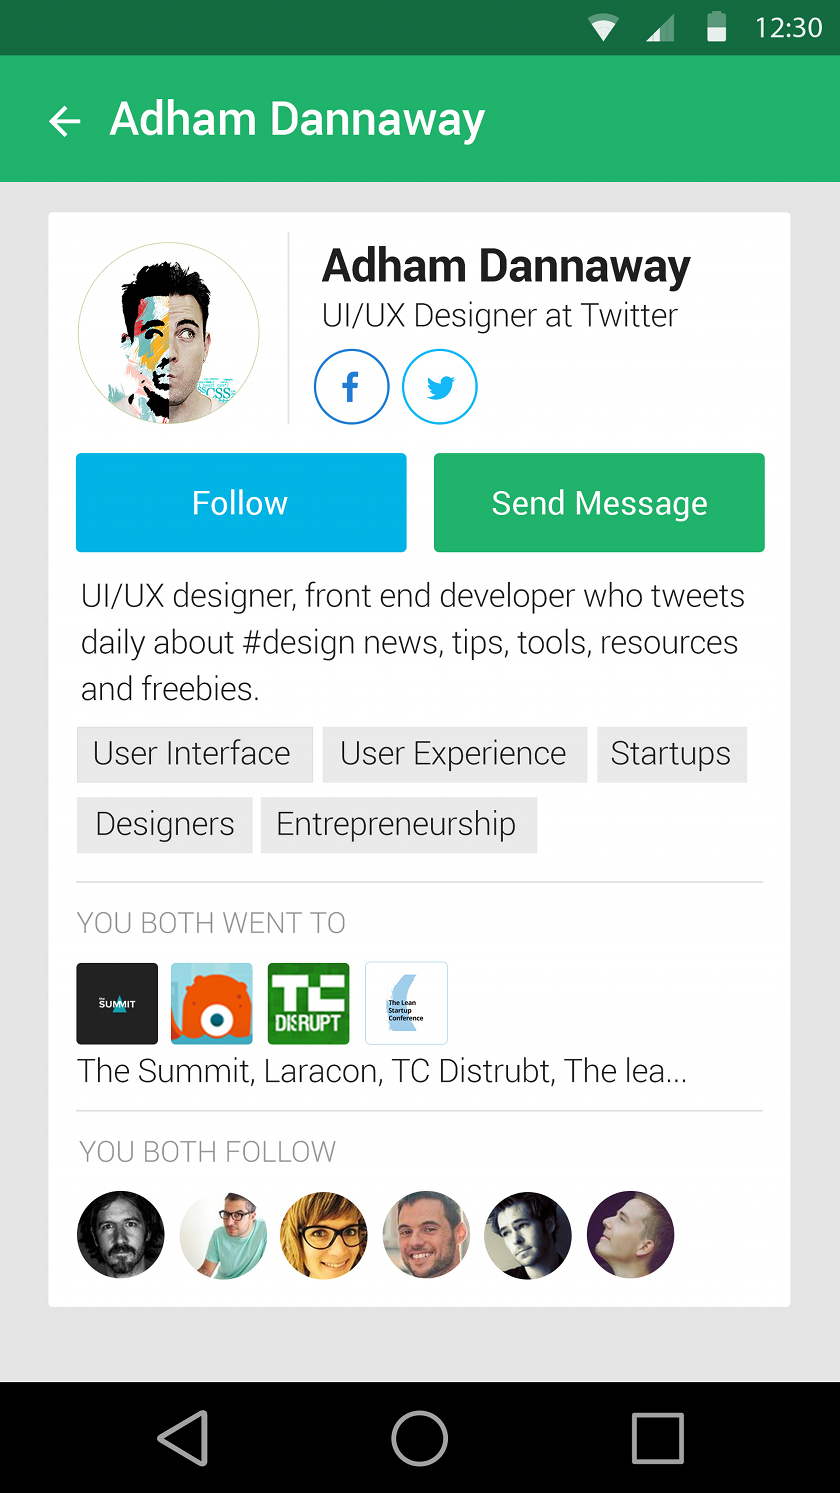 12:30
Adham Dannaway
Adham Dannaway
UI/UX Designer at Twitter
Follow
Send Message
UI/UX designer, front end developer who tweets
daily about #design news, tips, tools, resources
and freebies.
User Interface
User Experience
Startups
Designers
Entrepreneurship
YOU BOTH WENT TO
the
SUMMIT
TC
DISRUPT
The Lean
Startup
Conference
The Summit, Laracon, TC Distrubt, The lea...
YOU BOTH FOLLOW